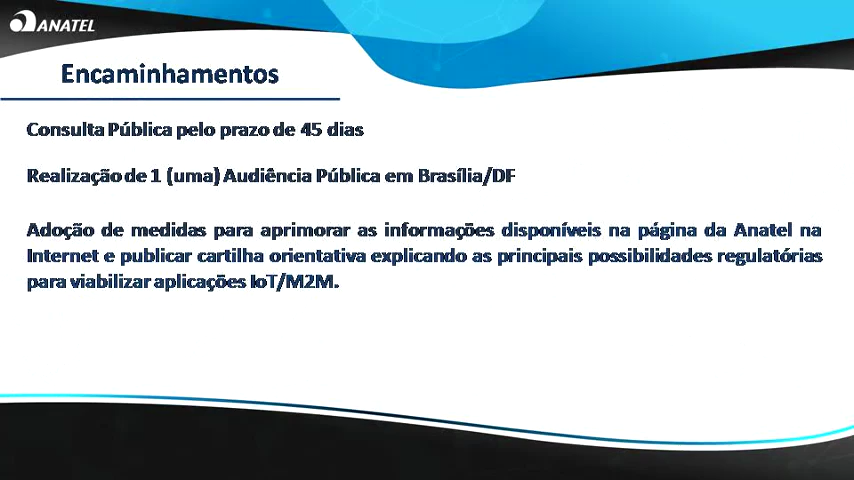 ANATEL
Encaminhamentos
Consulta Pública pelo prazo de 45 dias
Realização de 1 (uma) Audiência Pública em Brasília/DF
Adoção de medidas para aprimorar as informações disponíveis na página da Anatel na
Internet e publicar cartilha orientativa explicando as principais possibilidades regulatórias
para viabilizar aplicações IoT/M2M.